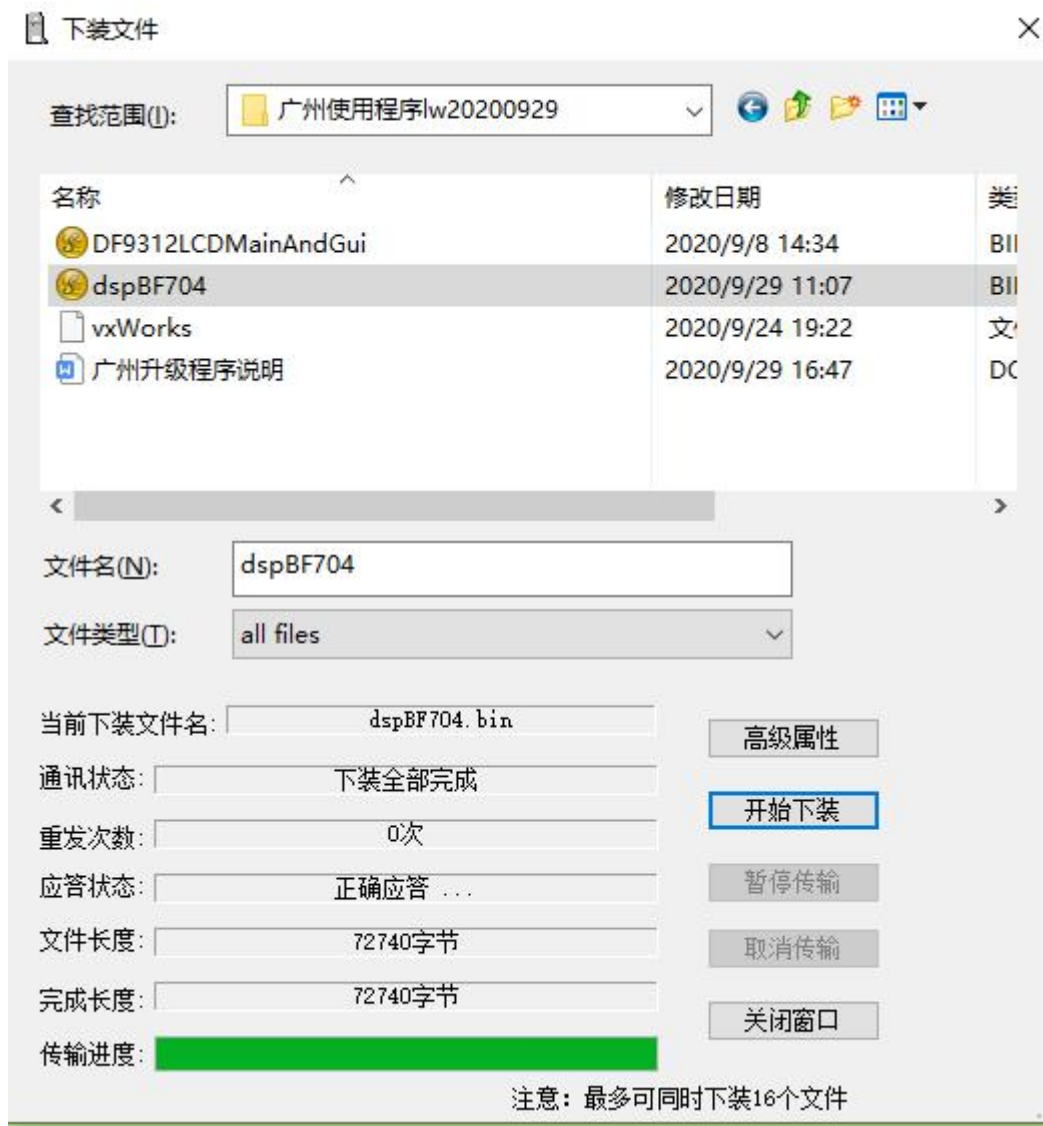 下装文件
查找范围(I): 广州使用程序lw20200929
名称 修改日期
DF9312LCDMainAndGui 2020/9/8 14:34
dspBF704 2020/9/29 11:07
vxWorks 2020/9/24 19:22
广州升级程序说明 2020/9/29 16:47
文件名(N): dspBF704
文件类型(T): all files
当前下装文件名: dspBF704.bin
高级属性
通讯状态: 下装全部完成
开始下装
重发次数: 0次
应答状态: 正确应答 ...
暂停传输
文件长度: 72740字节
取消传输
完成长度: 72740字节
关闭窗口
传输进度:
注意: 最多可同时下装16个文件